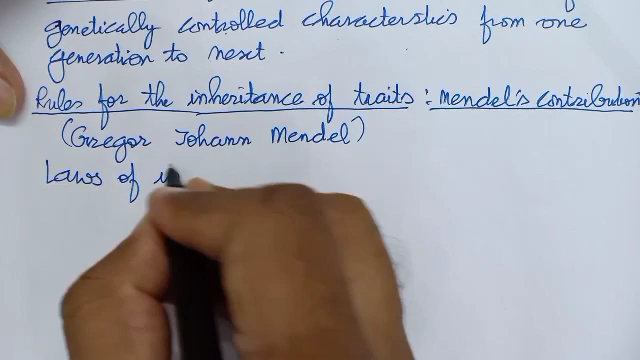 genetically controlled characterstics from one
generation to next.
Rules for the inheritance of traits : Mendel's contribution
(Gregor Johann Mendel)
Laws of